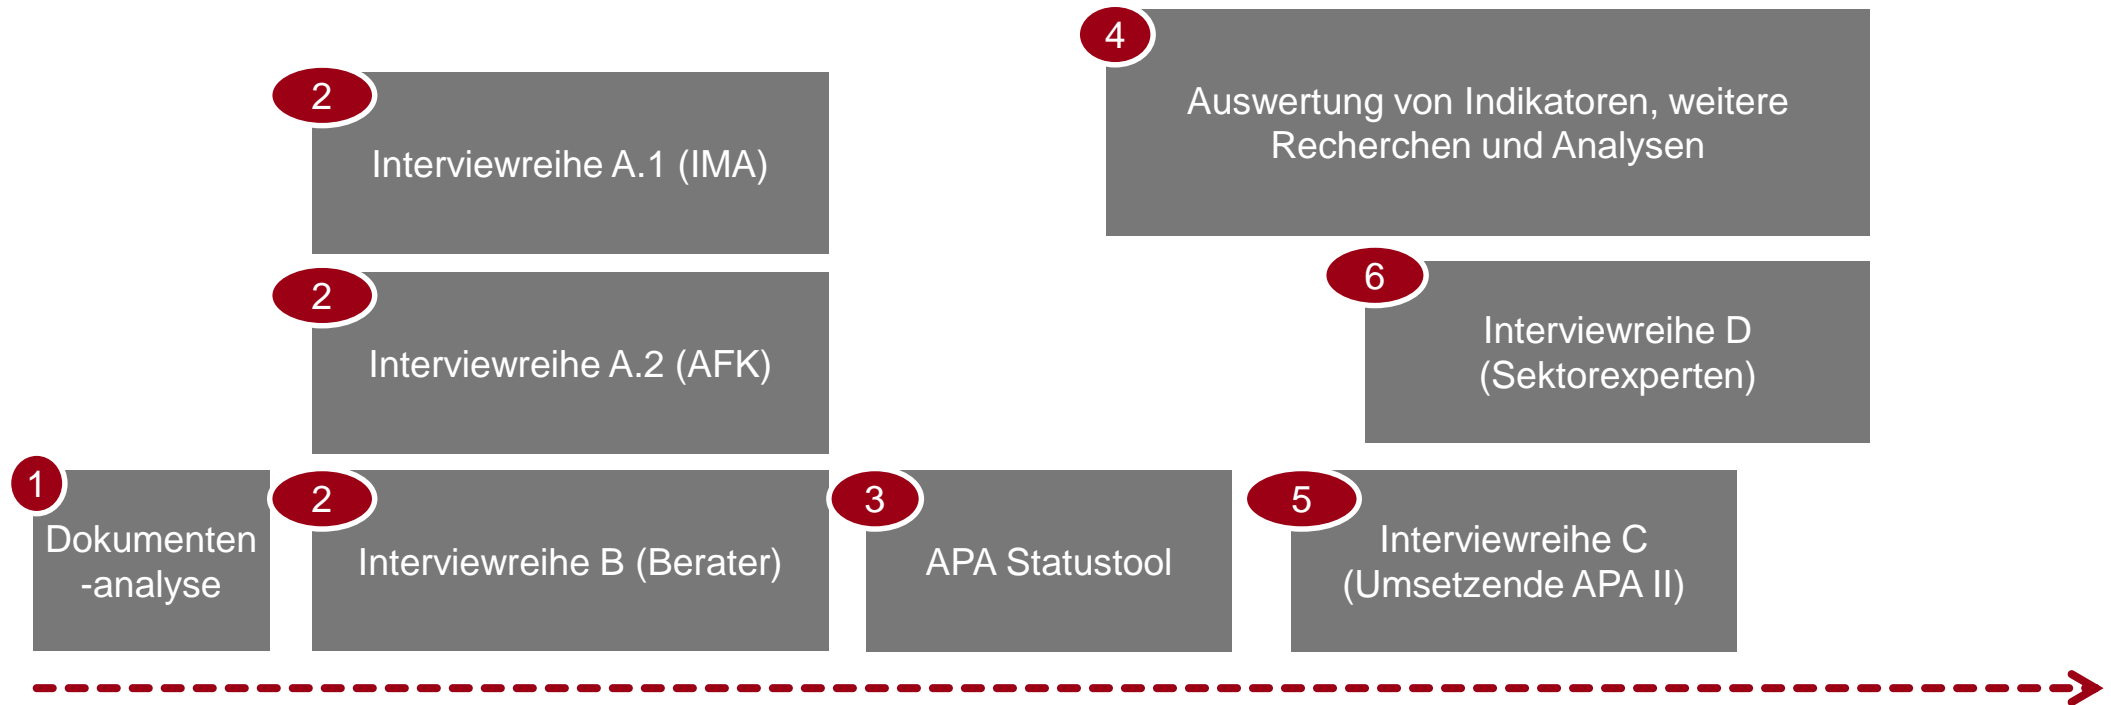 1
Dokumenten
-analyse
2
Interviewreihe A.1 (IMA)
2
Interviewreihe A.2 (AFK)
2
Interviewreihe B (Berater)
3
APA Statustool
4
Auswertung von Indikatoren, weitere
Recherchen und Analysen
5
Interviewreihe C
(Umsetzende APA II)
6
Interviewreihe D
(Sektorexperten)